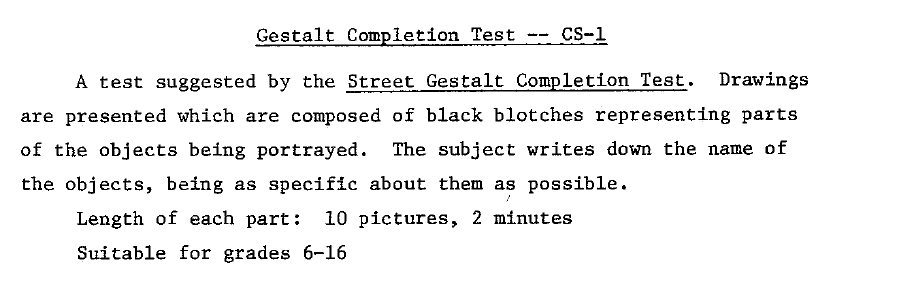 Gestalt Completion Test -- CS-1
A test suggested by the Street Gestalt Completion Test. Drawings
are presented which are composed of black blotches representing parts
of the objects being portrayed. The subject writes down the name of
the objects, being as specific about them as possible.
Length of each part: 10 pictures, 2 minutes
Suitable for grades 6-16